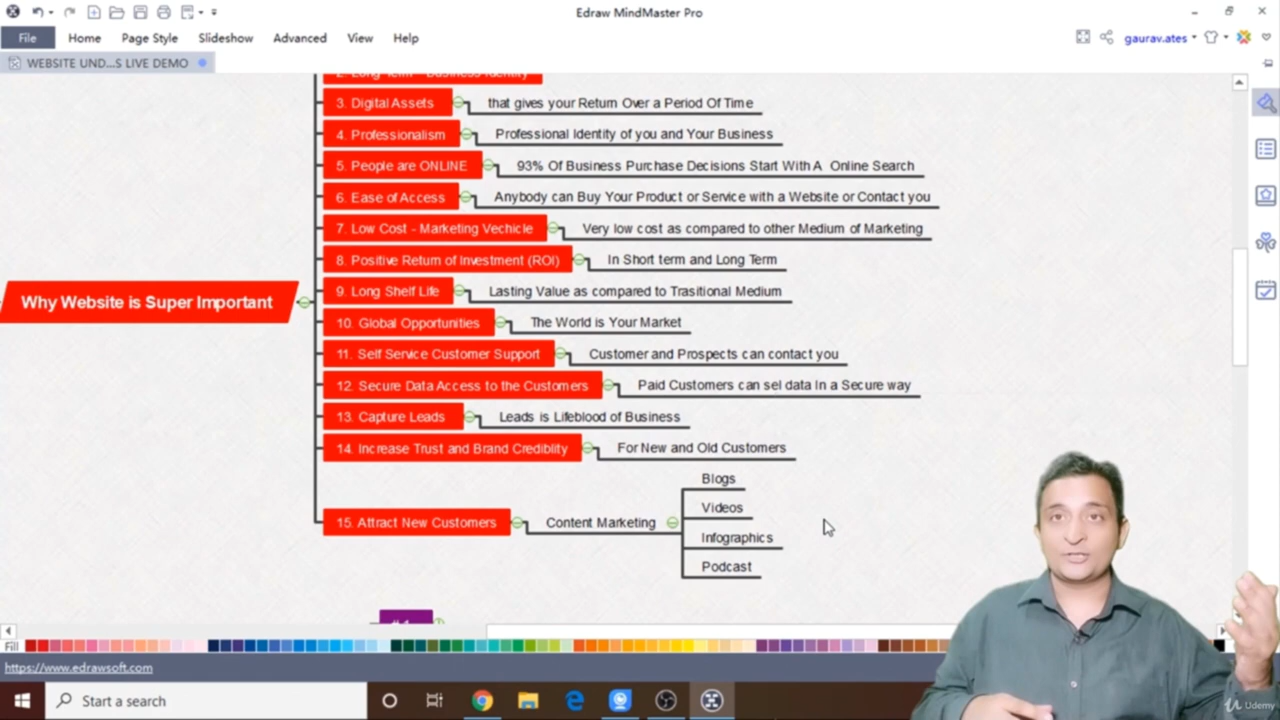 Edraw MindMaster Pro
File Home Page Style Slideshow Advanced View Help
gaurav.ates
WEBSITE UND...S LIVE DEMO
2. Long Term - Business Identity
3. Digital Assets that gives your Return Over a Period Of Time
4. Professionalism Professional Identity of you and Your Business
5. People are ONLINE 93% Of Business Purchase Decisions Start With A Online Search
6. Ease of Access Anybody can Buy Your Product or Service with a Website or Contact you
7. Low Cost - Marketing Vechicle Very low cost as compared to other Medium of Marketing
8. Positive Return of Investment (ROI) In Short term and Long Term
Why Website is Super Important
9. Long Shelf Life Lasting Value as compared to Trasitional Medium
10. Global Opportunities The World is Your Market
11. Self Service Customer Support Customer and Prospects can contact you
12. Secure Data Access to the Customers Paid Customers can sel data In a Secure way
13. Capture Leads Leads is Lifeblood of Business
14. Increase Trust and Brand Crediblity For New and Old Customers
15. Attract New Customers Content Marketing
Blogs
Videos
Infographics
Podcast
Fill
https://www.edrawsoft.com
Start a search
Udemy